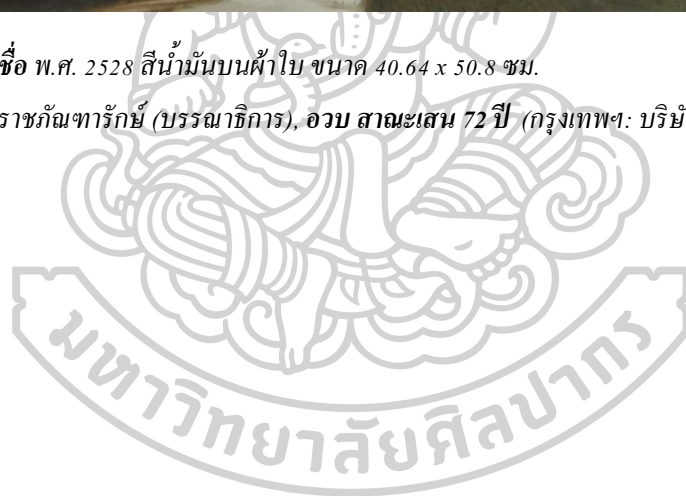 ชื่อ พ.ศ. 2528 สีน้ำมันบนผ้าใบ ขนาด 40.64 x 50.8 ซม.
ราชภัณฑารักษ์ (บรรณาธิการ), อวบ สาณะเสน 72 ปี (กรุงเทพฯ: บริษั
มหาวิทยาลัยศิลปากร